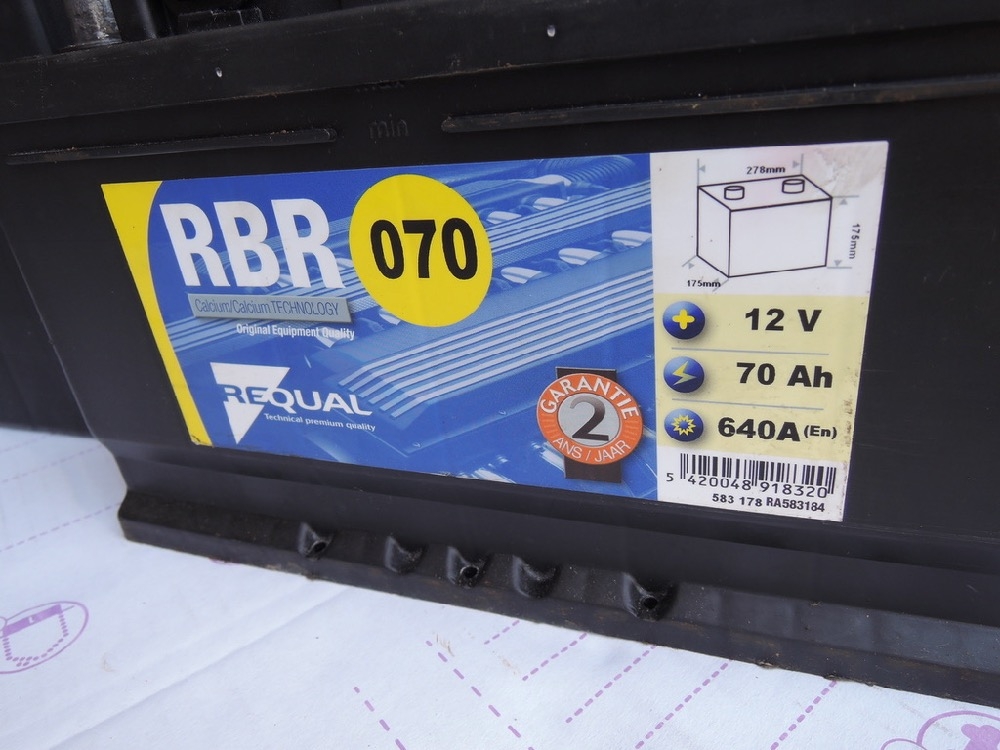 max
min
RBR
070
Calcium/Calcium TECHNOLOGY
Original Equipment Quality
REQUAL
Technical premium quality
GARANTIE
2
ANS / JAAR
278mm
175mm
175mm
12 V
70 Ah
640A (En)
5 420048 918320
583 178 RA583184